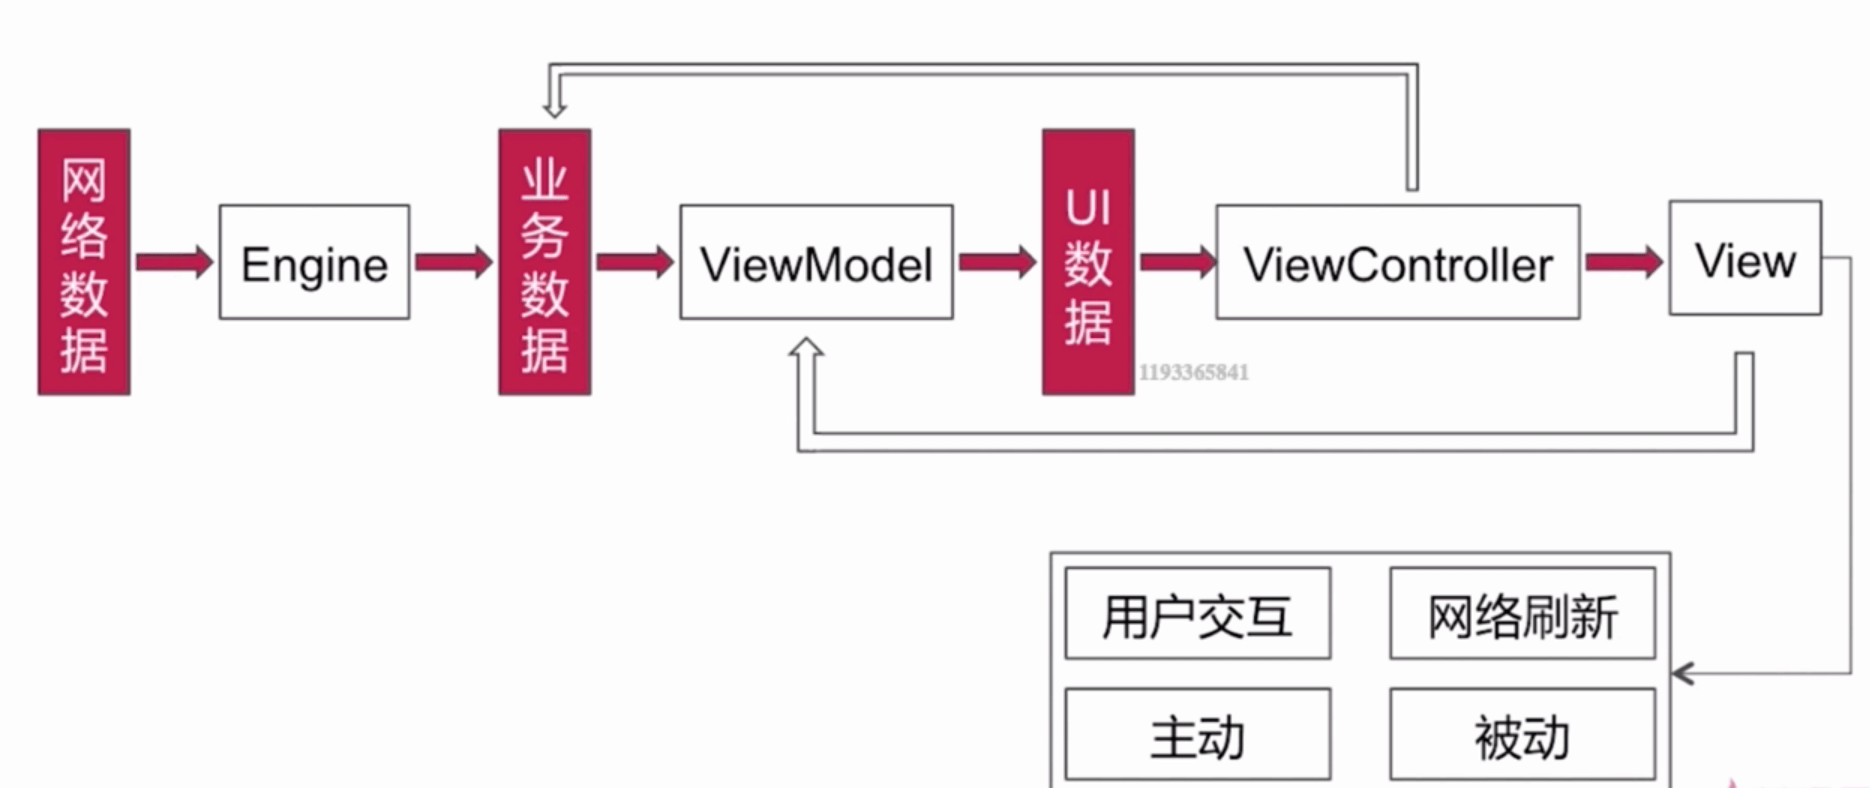 网络数据
Engine
业务数据
ViewModel
UI数据
ViewController
View
1193365841
用户交互
网络刷新
主动
被动